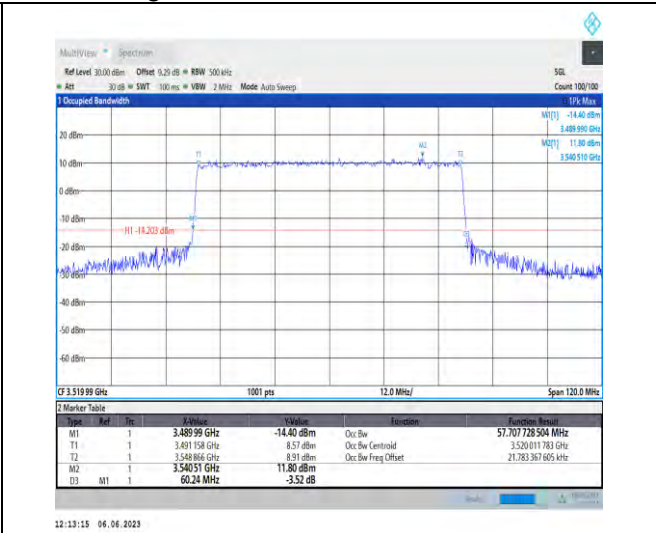 MultiView Spectrum
Ref Level 30.00 dBm Offset 9.29 dB RBW 500 kHz SGL
Att 30 dB SWT 100 ms VBW 2 MHz Mode Auto Sweep Count 100/100
1 Occupied Bandwidth 1Pk Max
M1[1] -14.40 dBm
3.489 990 GHz
M2[1] 11.80 dBm
3.540 510 GHz
20 dBm
M2
T1 T2
10 dBm
0 dBm
-10 dBm
M1
H1 -14.203 dBm
D3
-20 dBm
-30 dBm
-40 dBm
-50 dBm
-60 dBm
CF 3.519 99 GHz 1001 pts 12.0 MHz/ Span 120.0 MHz
2 Marker Table
Type Ref Trc X-Value Y-Value Function Function Result
M1 1 3.489 99 GHz -14.40 dBm Occ Bw 57.707 728 504 MHz
T1 1 3.491 158 GHz 8.57 dBm Occ Bw Centroid 3.520 011 783 GHz
T2 1 3.548 866 GHz 8.91 dBm Occ Bw Freq Offset 21.783 367 605 kHz
M2 1 3.540 51 GHz 11.80 dBm
D3 M1 1 60.24 MHz -3.52 dB
12:13:15 06.06.2023